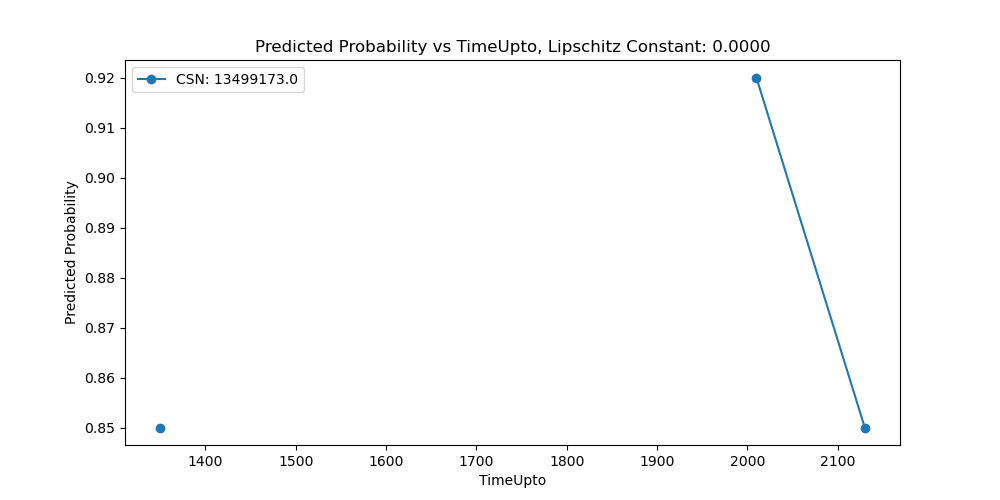 Predicted Probability vs TimeUpto, Lipschitz Constant: 0.0000
CSN: 13499173.0
Predicted Probability
0.92
0.91
0.90
0.89
0.88
0.87
0.86
0.85
1400 1500 1600 1700 1800 1900 2000 2100
TimeUpto